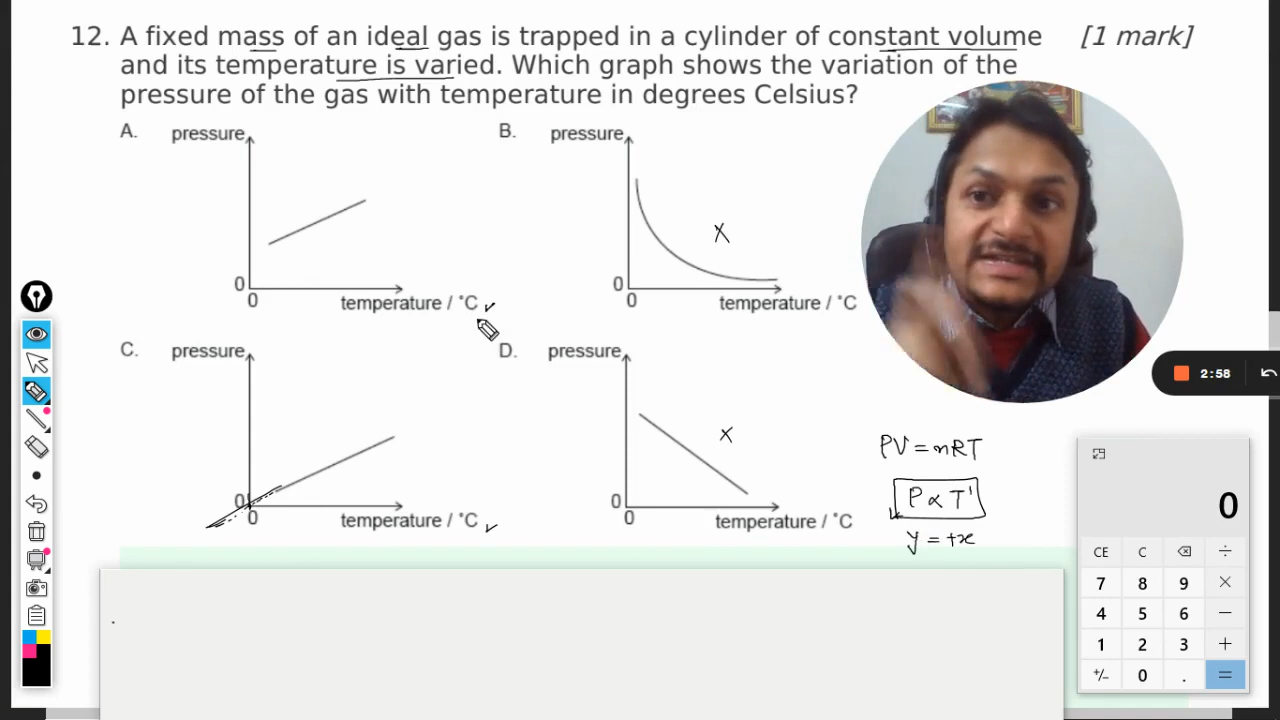 12. A fixed mass of an ideal gas is trapped in a cylinder of constant volume [1 mark]
and its temperature is varied. Which graph shows the variation of the
pressure of the gas with temperature in degrees Celsius?
A. pressure
0
0
temperature / ˚C ✓
B. pressure
X
0
0
temperature / ˚C
C. pressure
0
0
temperature / ˚C ✓
D. pressure
X
0
0
temperature / ˚C
PV = nRT
P ∝ T¹
y = +x
2:58
0
CE C ⌫ ÷
7 8 9 ×
4 5 6 −
1 2 3 +
+/− 0 . =